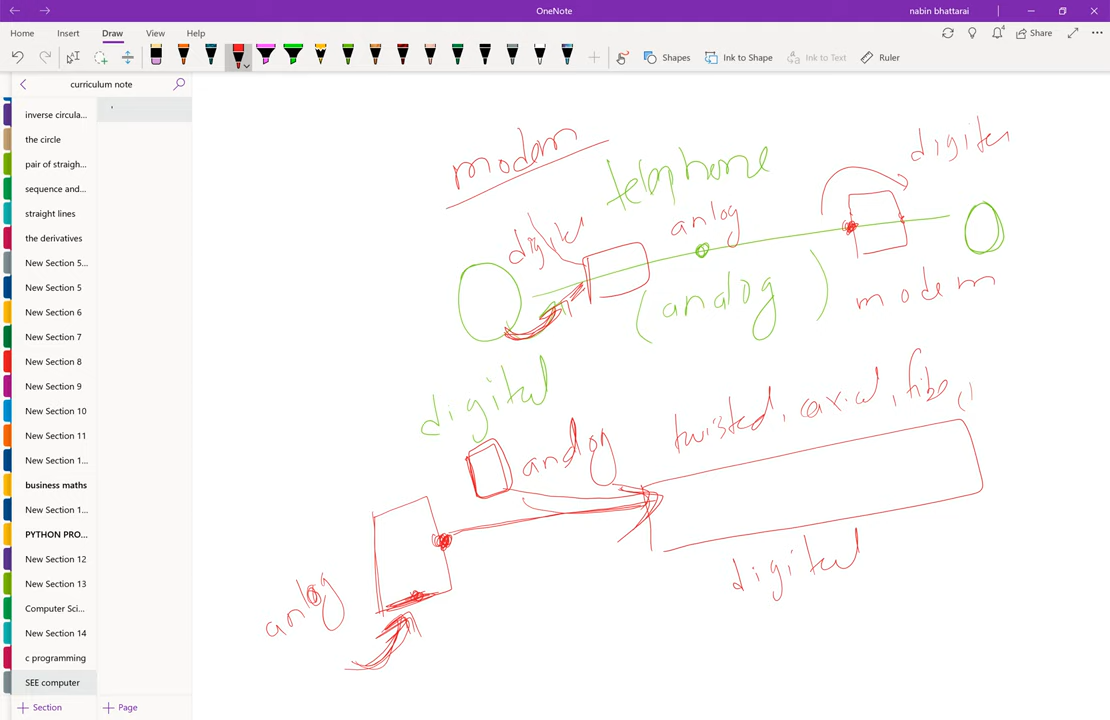 OneNote
nabin bhattarai
Home
Insert
Draw
View
Help
Share
Shapes
Ink to Shape
Ink to Text
Ruler
curriculum note
inverse circula...
the circle
pair of straigh...
sequence and...
straight lines
the derivatives
New Section 5...
New Section 5
New Section 6
New Section 7
New Section 8
New Section 9
New Section 10
New Section 11
New Section 1...
business maths
New Section 1...
PYTHON PRO...
New Section 12
New Section 13
Computer Sci...
New Section 14
c programming
SEE computer
Section
Page
modem
telephone
anlog
(analog)
modem
digital
analog
twisted,
digital
anlog